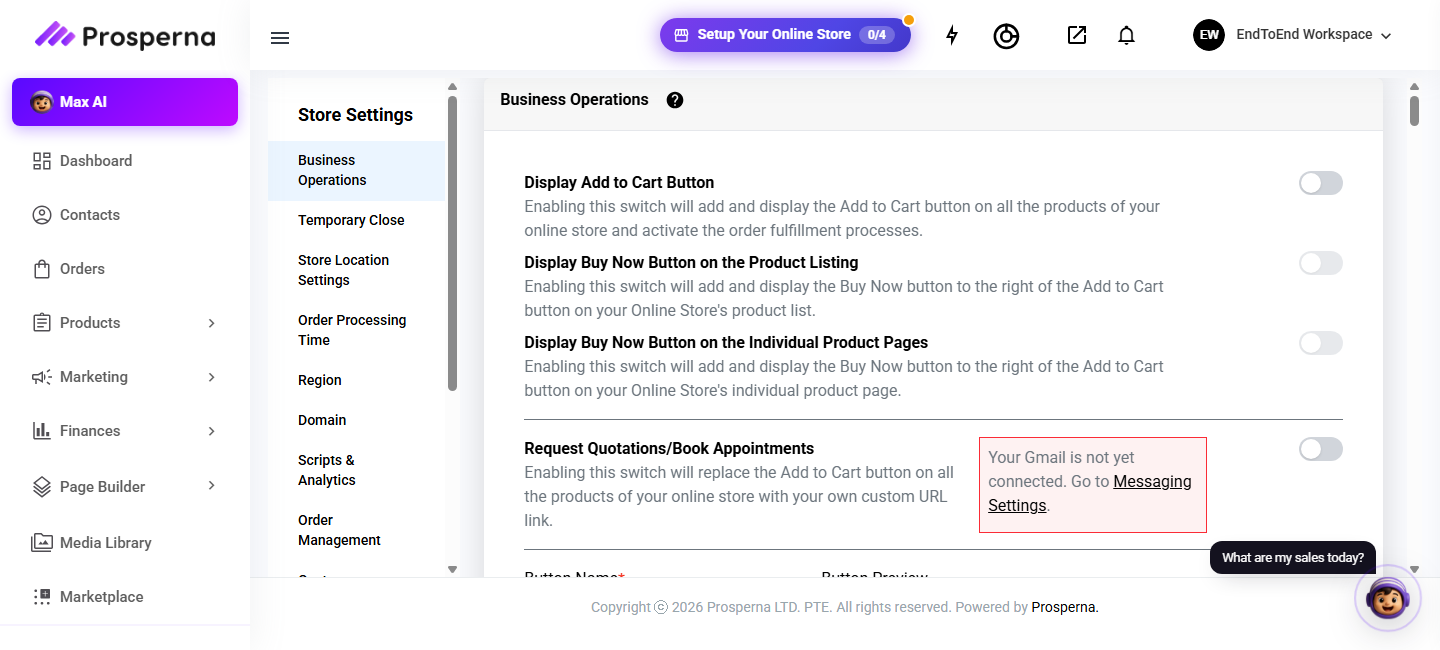 Prosperna
Setup Your Online Store 0/4
EW EndToEnd Workspace
Max AI
Dashboard
Contacts
Orders
Products
Marketing
Finances
Page Builder
Media Library
Marketplace
Store Settings
Business
Operations
Temporary Close
Store Location
Settings
Order Processing
Time
Region
Domain
Scripts &
Analytics
Order
Management
Business Operations ?
Display Add to Cart Button
Enabling this switch will add and display the Add to Cart button on all the products of your
online store and activate the order fulfillment processes.
Display Buy Now Button on the Product Listing
Enabling this switch will add and display the Buy Now button to the right of the Add to Cart
button on your Online Store's product list.
Display Buy Now Button on the Individual Product Pages
Enabling this switch will add and display the Buy Now button to the right of the Add to Cart
button on your Online Store's individual product page.
Request Quotations/Book Appointments
Enabling this switch will replace the Add to Cart button on all
the products of your online store with your own custom URL
link.
Your Gmail is not yet
connected. Go to Messaging
Settings.
Button Name*
Button Preview
What are my sales today?
Copyright © 2026 Prosperna LTD. PTE. All rights reserved. Powered by Prosperna.